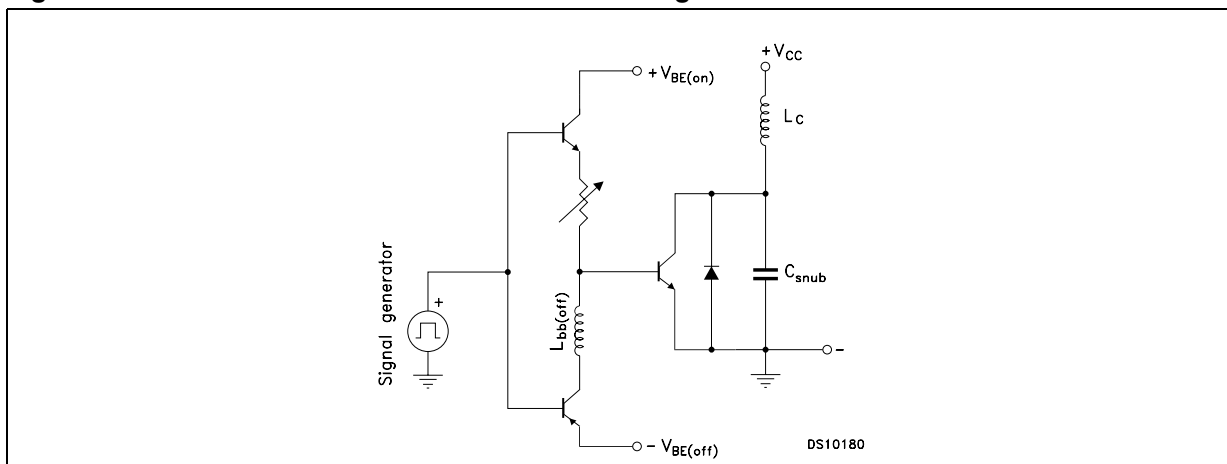 + V_CC
+ V_BE(on)
L_C
C_snub
L_bb(off)
Signal generator
+
-
- V_BE(off)
DS10180